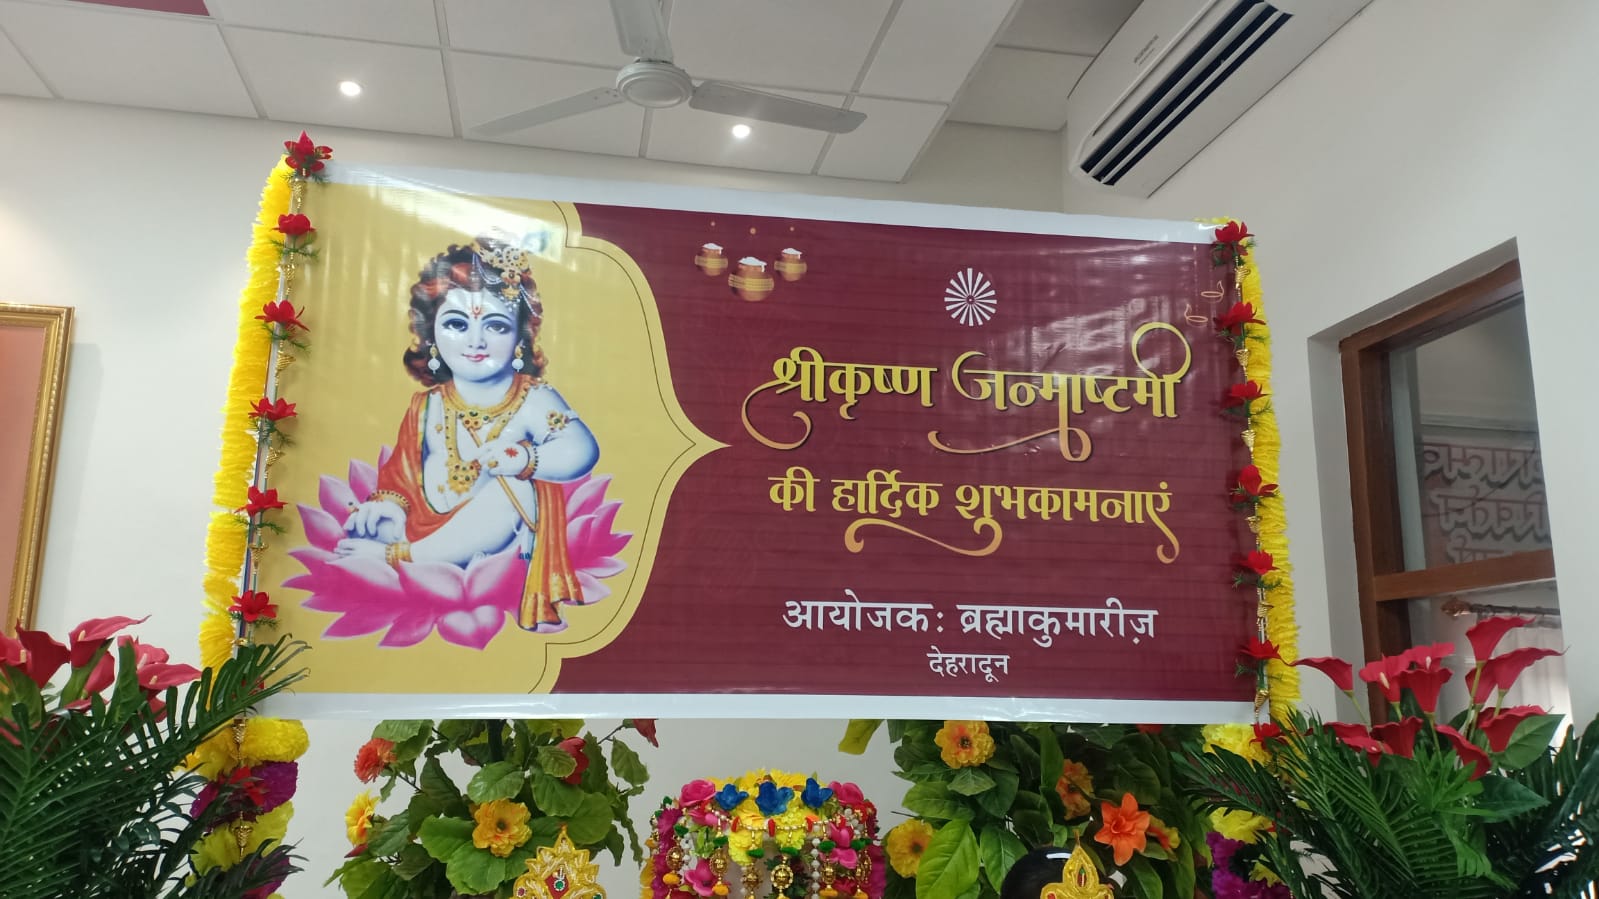 श्रीकृष्ण जन्माष्टमी
की हार्दिक शुभकामनाएं
आयोजक: ब्रह्माकुमारीज़
देहरादून